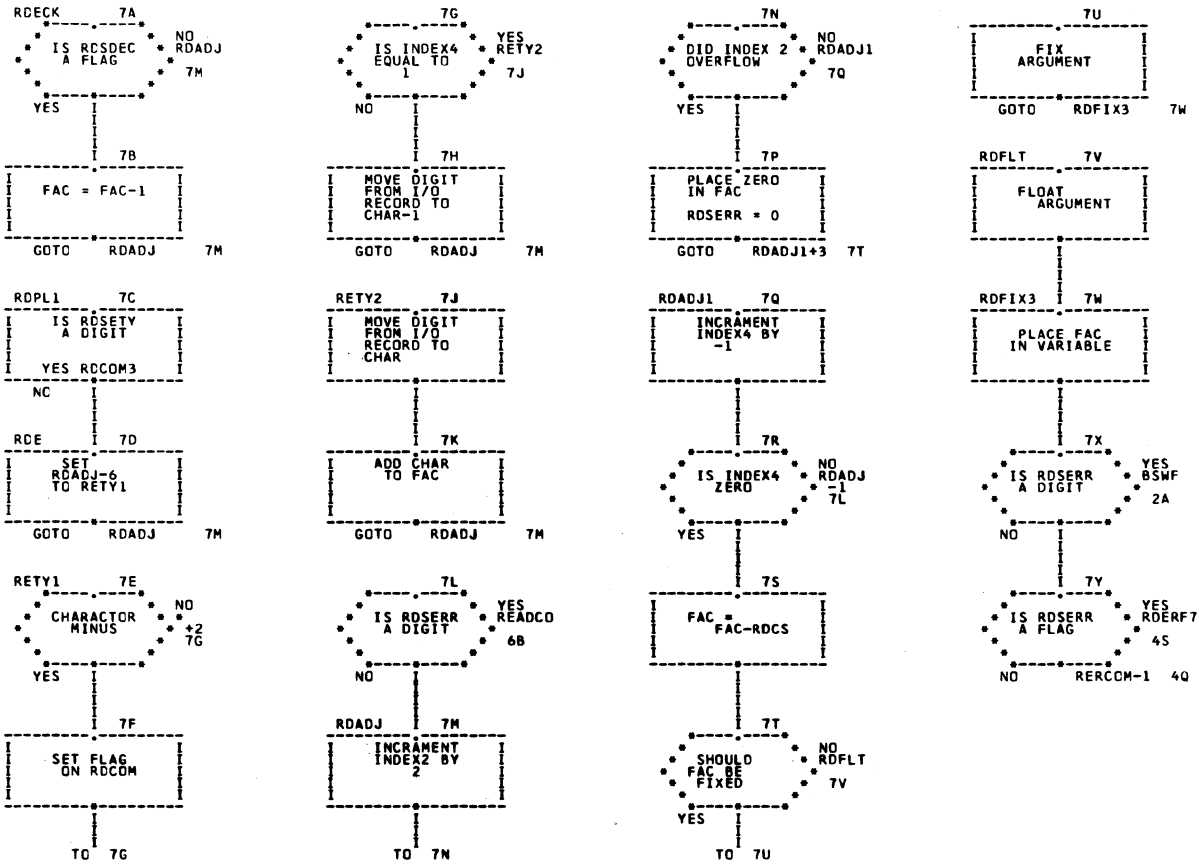 RDECK 7A
IS RDSDEC
A FLAG
NO
RDADJ
7M
YES
7B
FAC = FAC-1
GOTO RDADJ 7M
RDPL1 7C
IS RDSETY
A DIGIT
YES RDCOM3
NC
RDE 7D
SET
RDADJ-6
TO RETY1
GOTO RDADJ 7M
RETY1 7E
CHARACTOR
MINUS
NO
+2
7G
YES
7F
SET FLAG
ON RDCOM
TO 7G
7G
IS INDEX4
EQUAL TO
1
YES
RETY2
7J
NO
7H
MOVE DIGIT
FROM I/O
RECORD TO
CHAR-1
GOTO RDADJ 7M
RETY2 7J
MOVE DIGIT
FROM I/O
RECORD TO
CHAR
7K
ADD CHAR
TO FAC
GOTO RDADJ 7M
7L
IS RDSERR
A DIGIT
YES
READCO
6B
NO
RDADJ 7M
INCRAMENT
INDEX2 BY
2
TO 7N
7N
DID INDEX 2
OVERFLOW
NO
RDADJ1
7Q
YES
7P
PLACE ZERO
IN FAC
RDSERR = 0
GOTO RDADJ1+3 7T
RDADJ1 7Q
INCRAMENT
INDEX4 BY
-1
7R
IS INDEX4
ZERO
NO
RDADJ
-1
7L
YES
7S
FAC =
FAC-RDCS
7T
SHOULD
FAC BE
FIXED
NO
RDFLT
7V
YES
TO 7U
7U
FIX
ARGUMENT
GOTO RDFIX3 7W
RDFLT 7V
FLOAT
ARGUMENT
RDFIX3 7W
PLACE FAC
IN VARIABLE
7X
IS RDSERR
A DIGIT
YES
BSWF
2A
NO
7Y
IS RDSERR
A FLAG
YES
RDERF7
4S
NO RERCOM-1 4Q